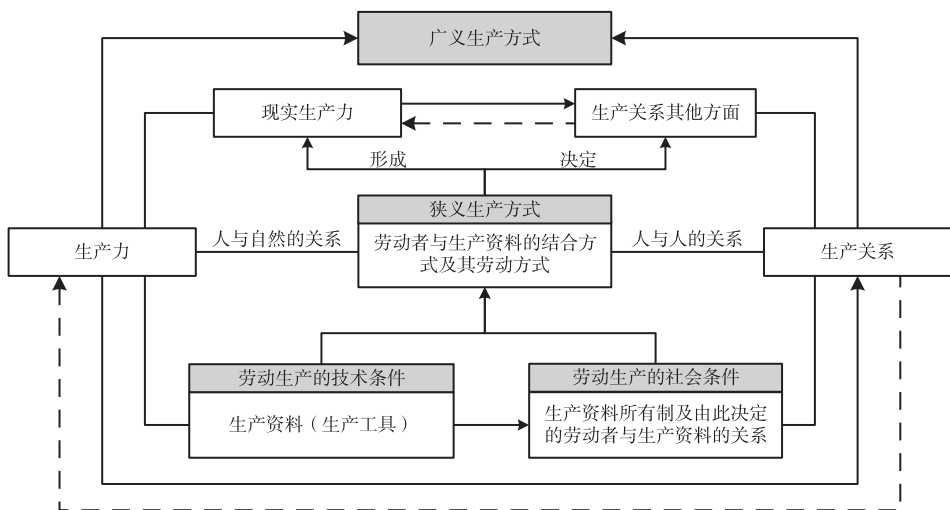 广义生产方式
现实生产力
生产关系其他方面
形成
决定
狭义生产方式
劳动者与生产资料的结合方
式及其劳动方式
生产力
人与自然的关系
人与人的关系
生产关系
劳动生产的技术条件
生产资料（生产工具）
劳动生产的社会条件
生产资料所有制及由此决定
的劳动者与生产资料的关系